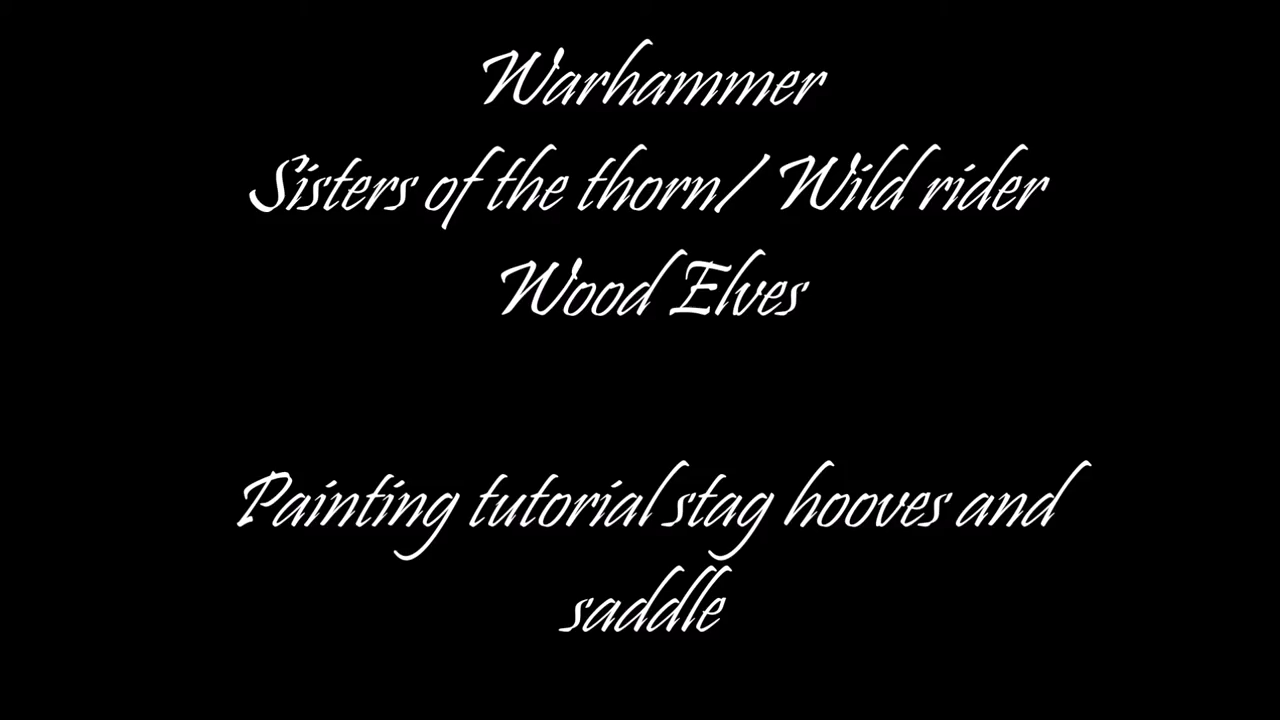 Warhammer
Sisters of the thorn/ Wild rider
Wood Elves
Painting tutorial stag hooves and
saddle